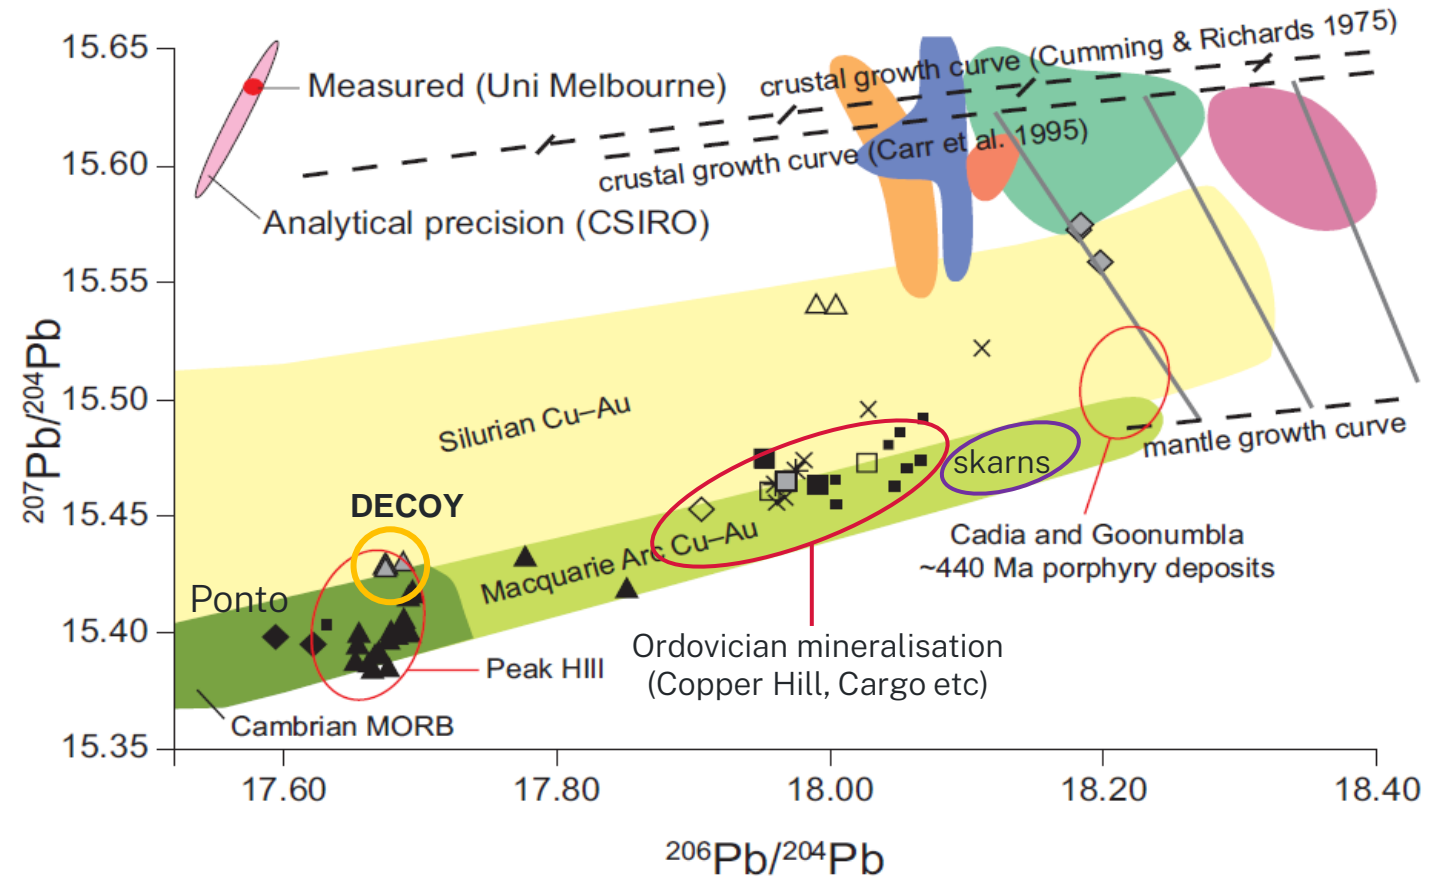 15.65
15.60
15.55
15.50
15.45
15.40
15.35
²⁰⁷Pb/²⁰⁴Pb
Measured (Uni Melbourne)
Analytical precision (CSIRO)
crustal growth curve (Cumming & Richards 1975)
crustal growth curve (Carr et al. 1995)
Silurian Cu–Au
DECOY
Ponto
Macquarie Arc Cu–Au
skarns
mantle growth curve
Cadia and Goonumbla
~440 Ma porphyry deposits
Ordovician mineralisation
(Copper Hill, Cargo etc)
Peak HIll
Cambrian MORB
17.60
17.80
18.00
18.20
18.40
²⁰⁶Pb/²⁰⁴Pb